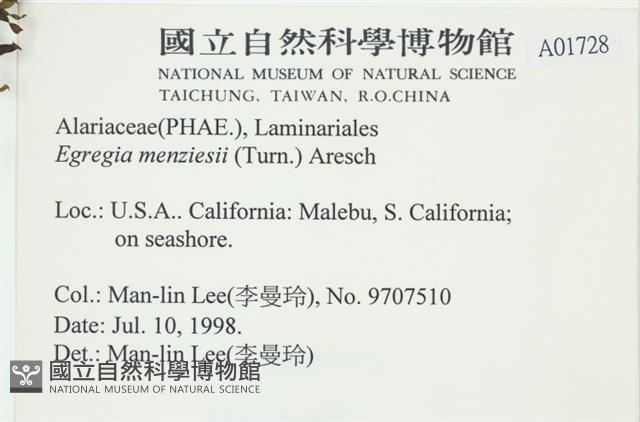 國立自然科學博物館
A01728
NATIONAL MUSEUM OF NATURAL SCIENCE
TAICHUNG, TAIWAN, R.O.CHINA
Alariaceae(PHAE.), Laminariales
Egregia menziesii (Turn.) Aresch
Loc.: U.S.A.. California: Malebu, S. California;
on seashore.
Col.: Man-lin Lee(李曼玲), No. 9707510
Date: Jul. 10, 1998.
Det.: Man-lin Lee(李曼玲)
國立自然科學博物館
NATIONAL MUSEUM OF NATURAL SCIENCE